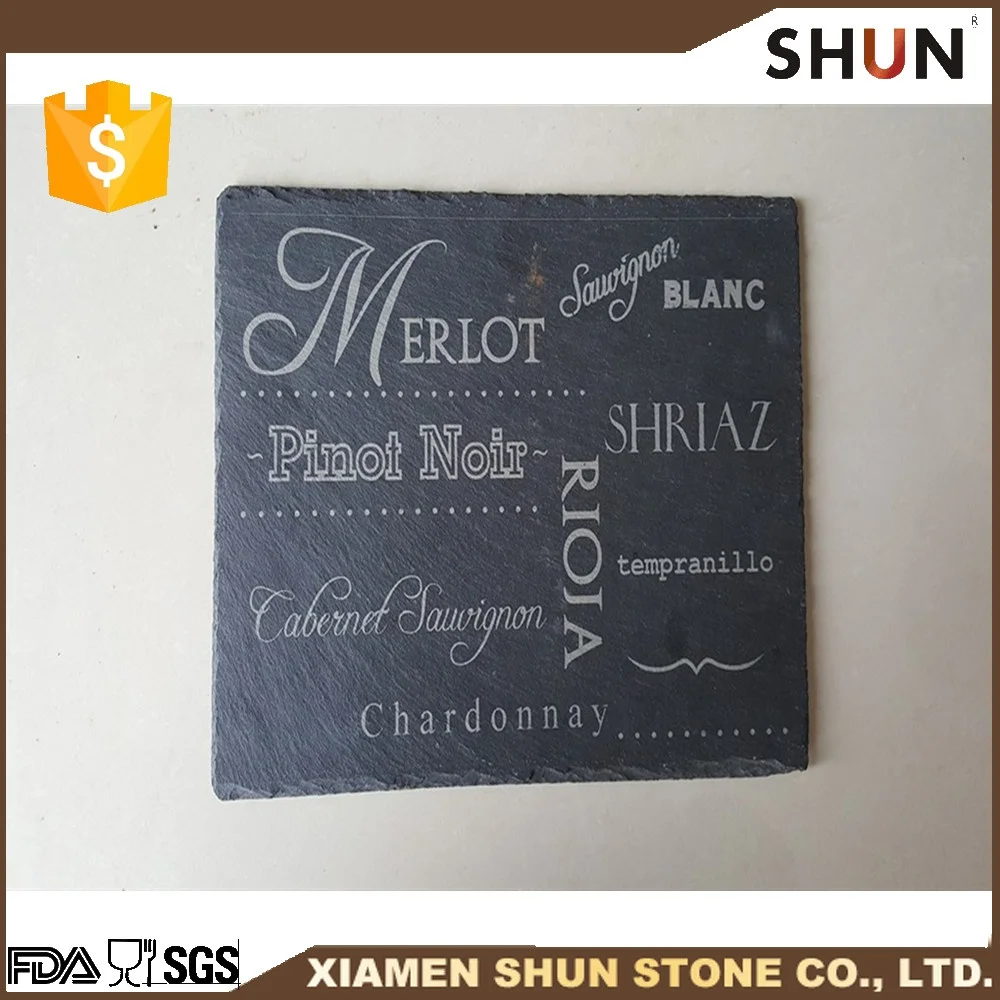 SHUN
R
$
MERLOT
Sauvignon
BLANC
~Pinot Noir~
SHRIAZ
RIOJA
tempranillo
Cabernet Sauvignon
Chardonnay
FDA SGS
XIAMEN SHUN STONE CO., LTD.